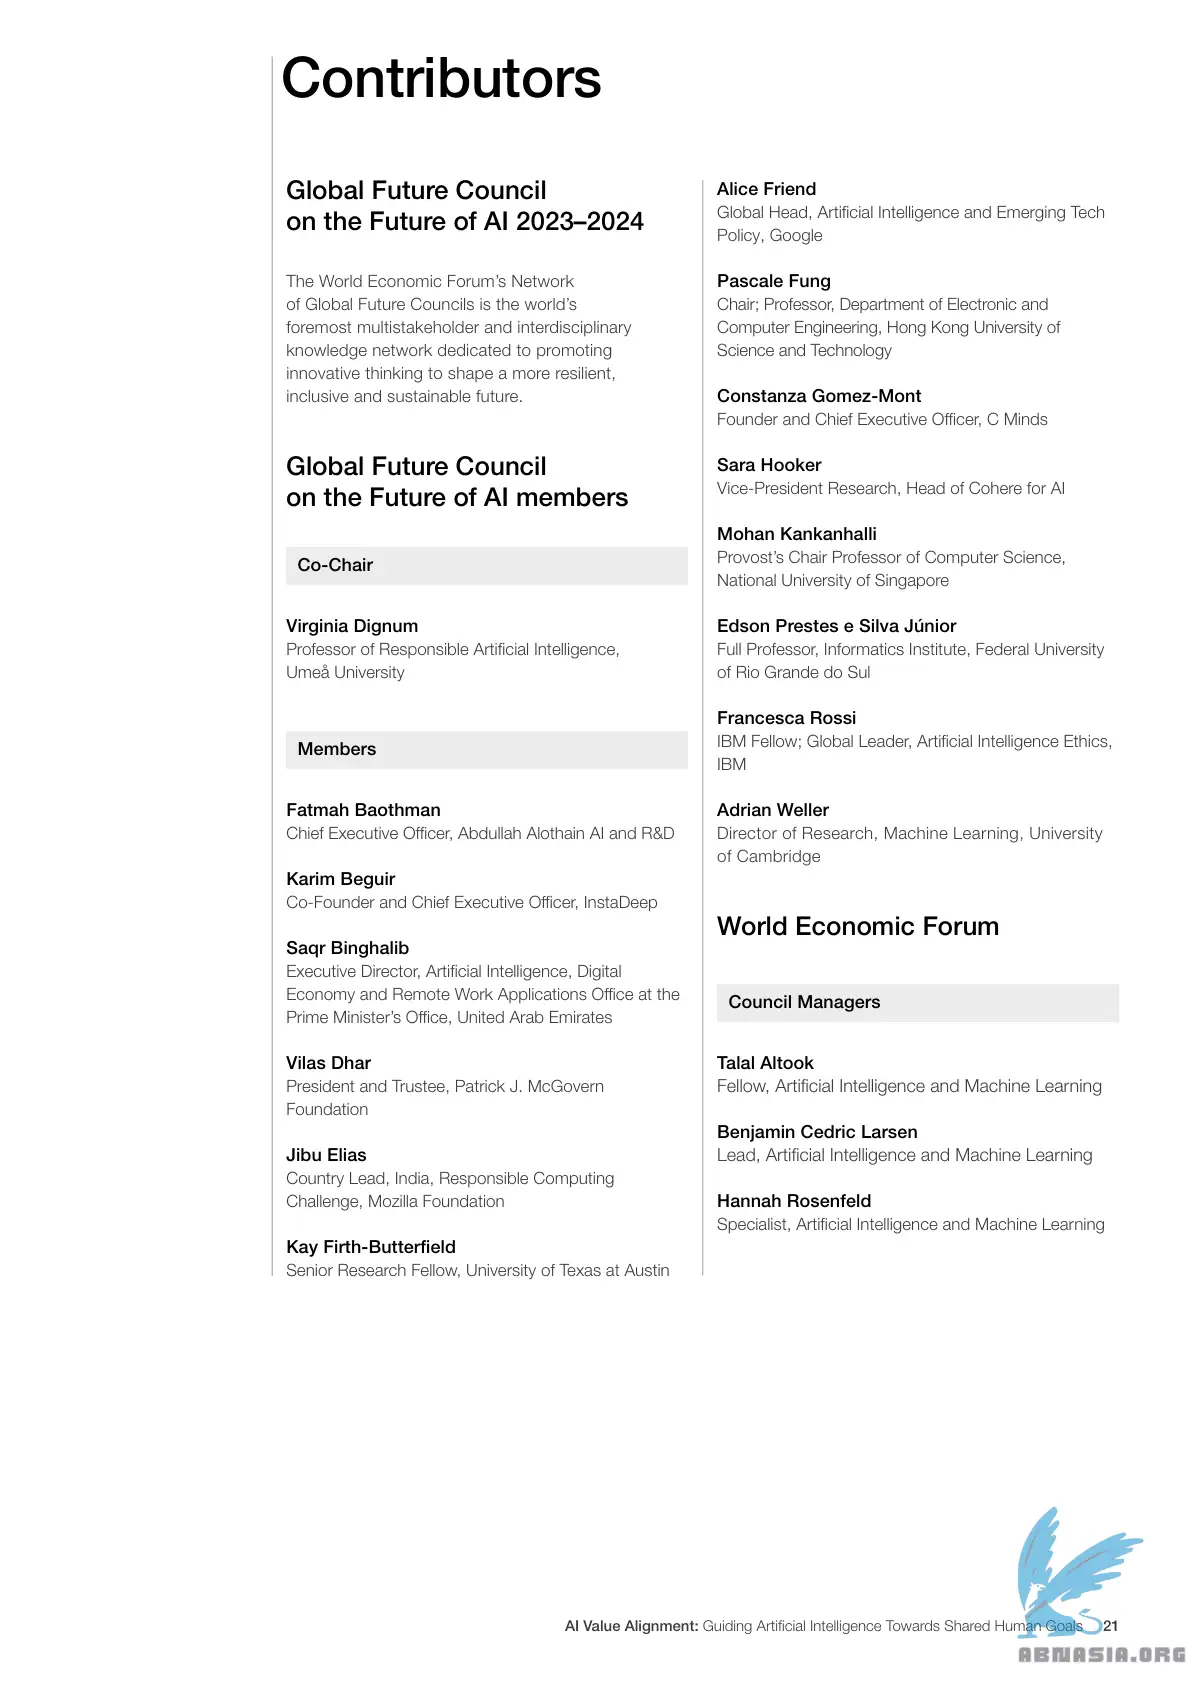 Contributors
Global Future Council
on the Future of AI 2023–2024
The World Economic Forum's Network
of Global Future Councils is the world's
foremost multistakeholder and interdisciplinary
knowledge network dedicated to promoting
innovative thinking to shape a more resilient,
inclusive and sustainable future.
Global Future Council
on the Future of AI members
Co-Chair
Virginia Dignum
Professor of Responsible Artificial Intelligence,
Umeå University
Members
Fatmah Baothman
Chief Executive Officer, Abdullah Alothain AI and R&D
Karim Beguir
Co-Founder and Chief Executive Officer, InstaDeep
Saqr Binghalib
Executive Director, Artificial Intelligence, Digital
Economy and Remote Work Applications Office at the
Prime Minister's Office, United Arab Emirates
Vilas Dhar
President and Trustee, Patrick J. McGovern
Foundation
Jibu Elias
Country Lead, India, Responsible Computing
Challenge, Mozilla Foundation
Kay Firth-Butterfield
Senior Research Fellow, University of Texas at Austin
Alice Friend
Global Head, Artificial Intelligence and Emerging Tech
Policy, Google
Pascale Fung
Chair; Professor, Department of Electronic and
Computer Engineering, Hong Kong University of
Science and Technology
Constanza Gomez-Mont
Founder and Chief Executive Officer, C Minds
Sara Hooker
Vice-President Research, Head of Cohere for AI
Mohan Kankanhalli
Provost's Chair Professor of Computer Science,
National University of Singapore
Edson Prestes e Silva Júnior
Full Professor, Informatics Institute, Federal University
of Rio Grande do Sul
Francesca Rossi
IBM Fellow; Global Leader, Artificial Intelligence Ethics,
IBM
Adrian Weller
Director of Research, Machine Learning, University
of Cambridge
World Economic Forum
Council Managers
Talal Altook
Fellow, Artificial Intelligence and Machine Learning
Benjamin Cedric Larsen
Lead, Artificial Intelligence and Machine Learning
Hannah Rosenfeld
Specialist, Artificial Intelligence and Machine Learning
AI Value Alignment: Guiding Artificial Intelligence Towards Shared Human Goals 21
ABNASIA.ORG